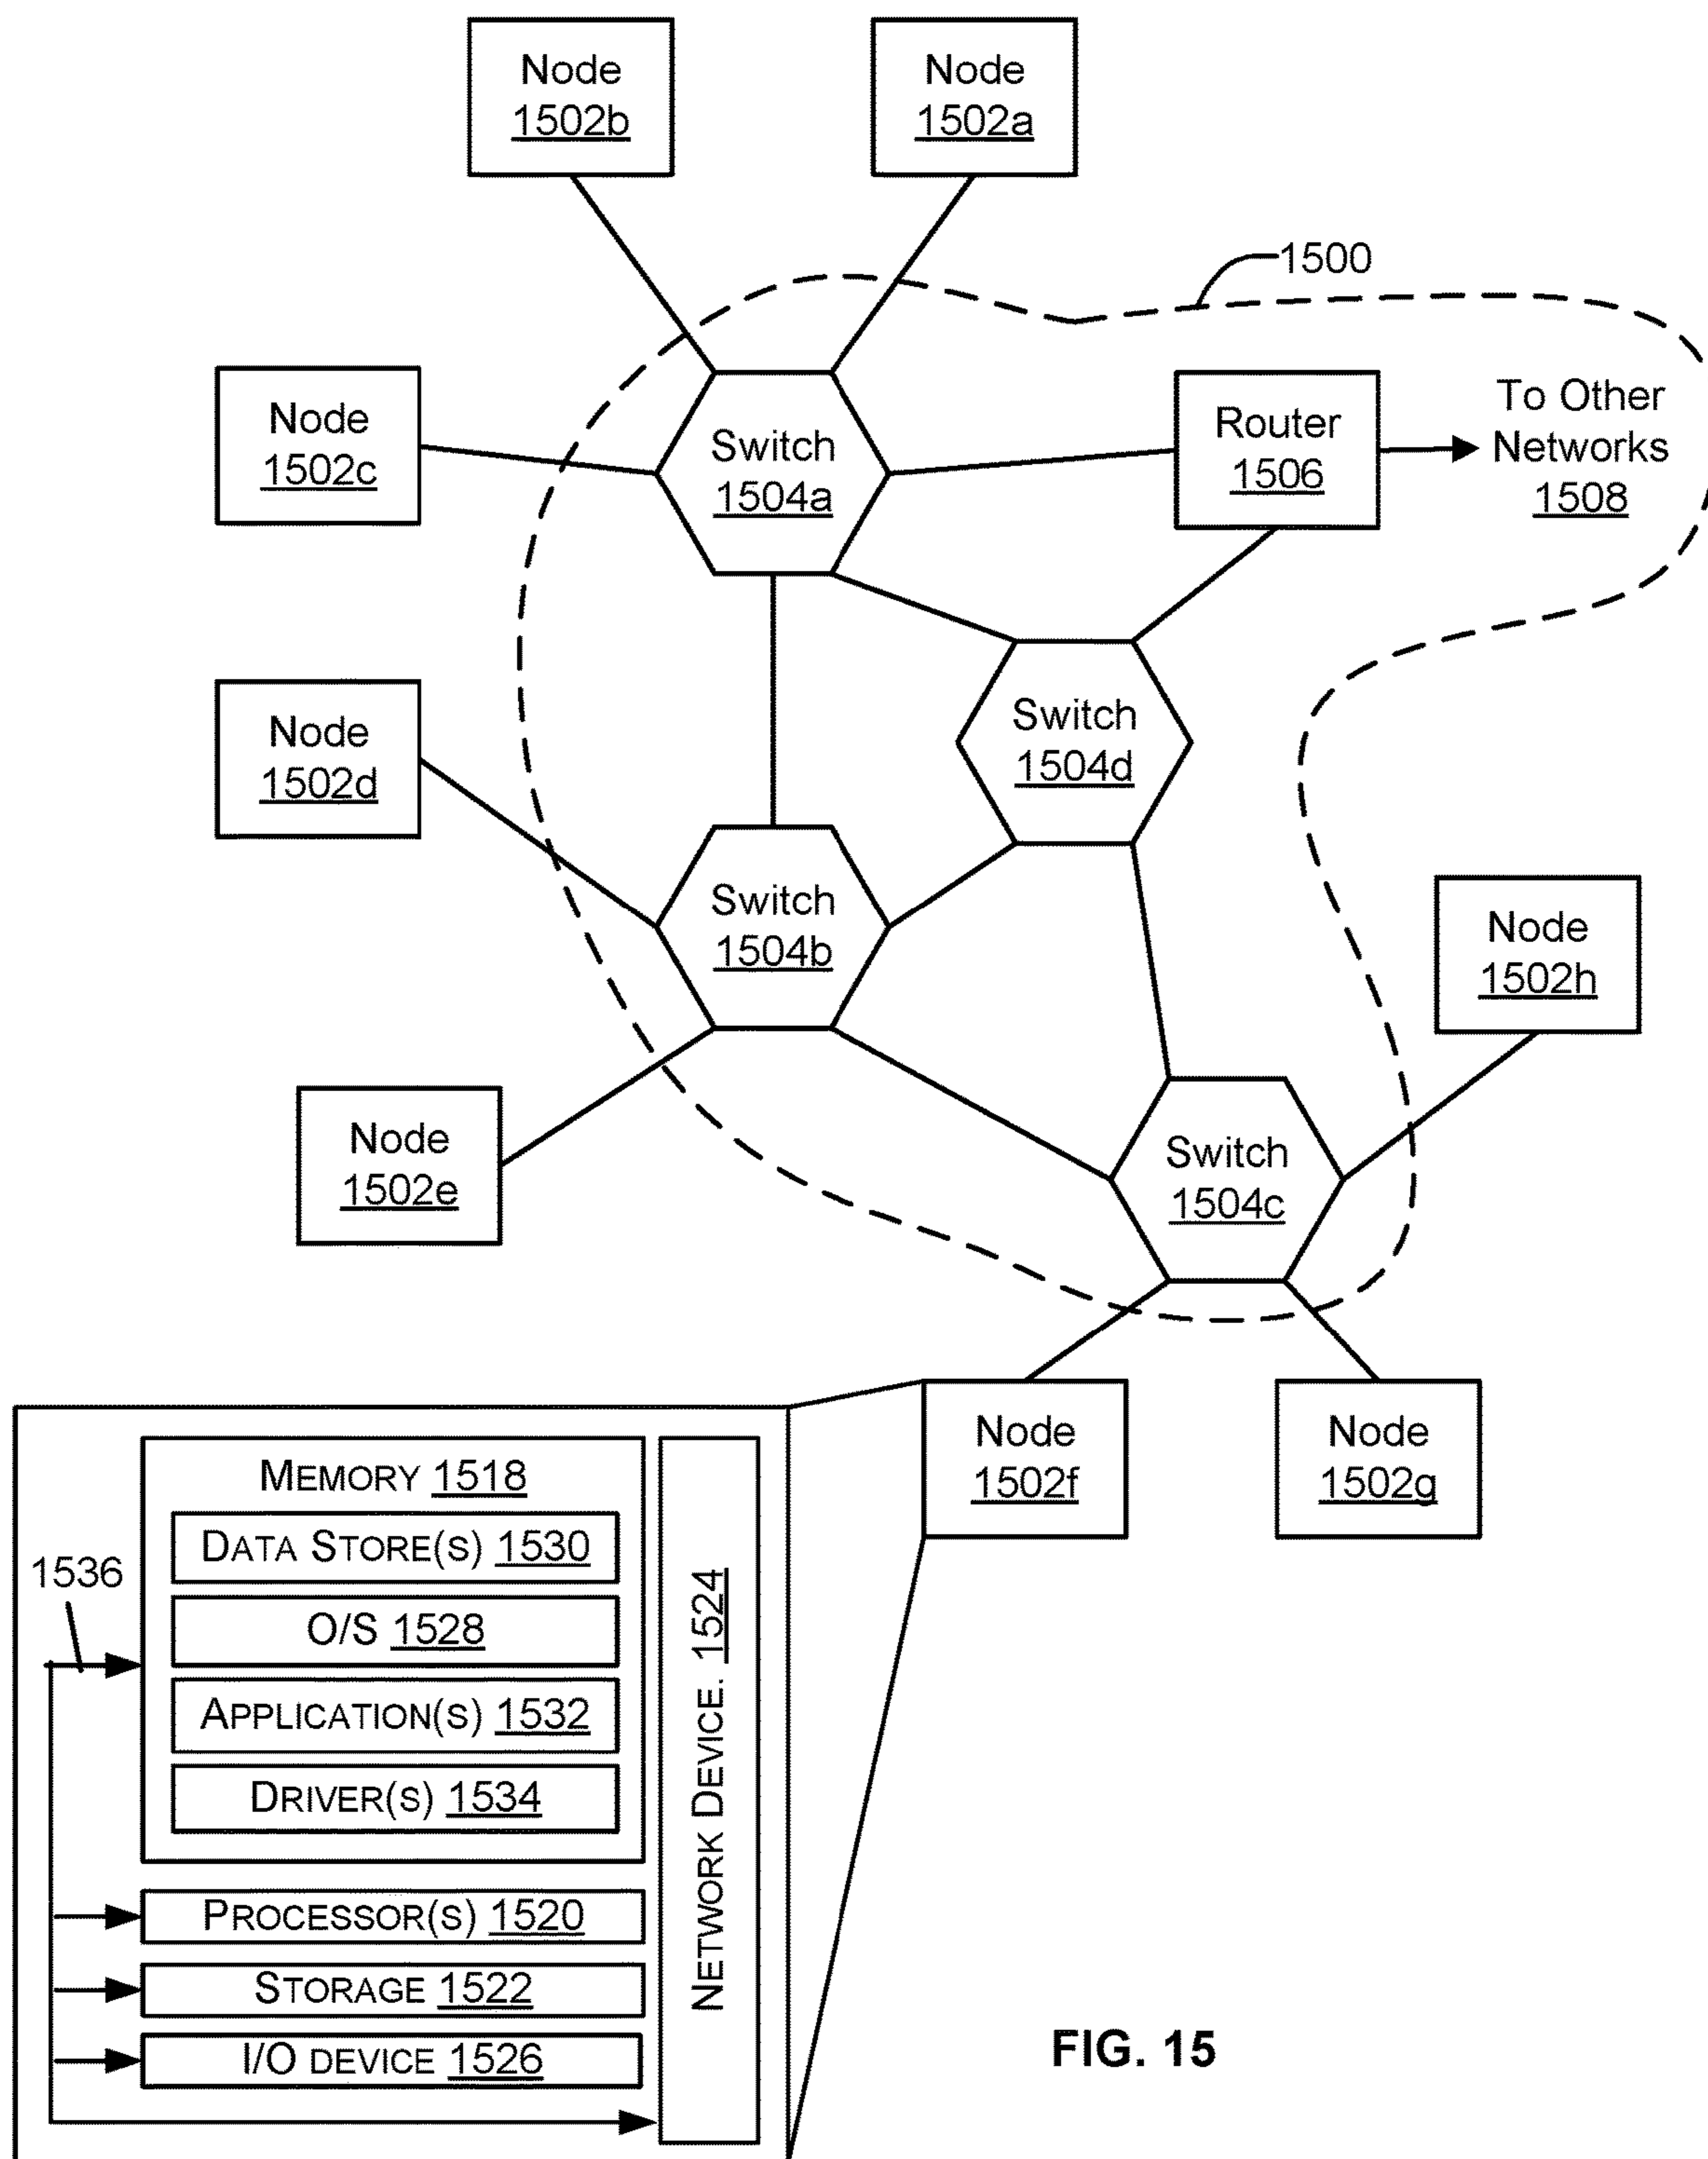 Node
1502b
Node
1502a
1500
Node
1502c
Switch
1504a
Router
1506
To Other
Networks
1508
Node
1502d
Switch
1504d
Switch
1504b
Node
1502h
Node
1502e
Switch
1504c
Node
1502f
Node
1502g
MEMORY 1518
DATA STORE(S) 1530
1536
O/S 1528
APPLICATION(S) 1532
DRIVER(S) 1534
NETWORK DEVICE. 1524
PROCESSOR(S) 1520
STORAGE 1522
I/O DEVICE 1526
FIG. 15